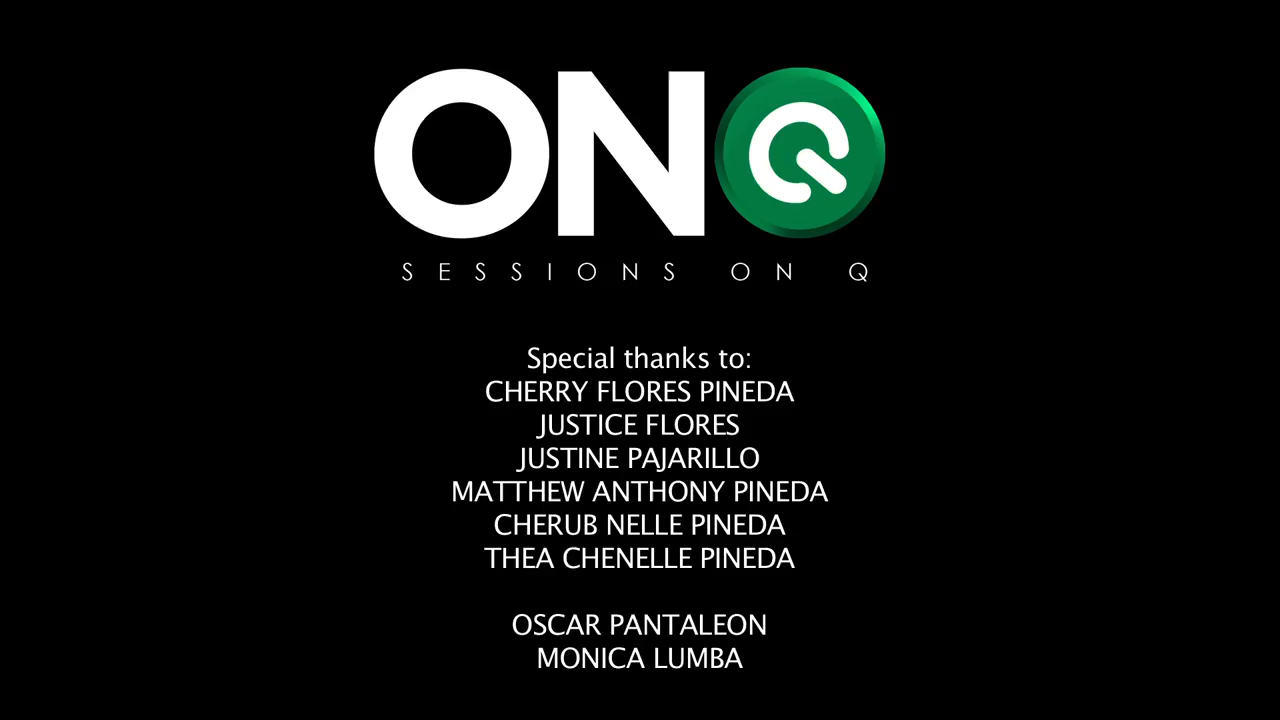 ONQ
SESSIONS ON Q
Special thanks to:
CHERRY FLORES PINEDA
JUSTICE FLORES
JUSTINE PAJARILLO
MATTHEW ANTHONY PINEDA
CHERUB NELLE PINEDA
THEA CHENELLE PINEDA
OSCAR PANTALEON
MONICA LUMBA